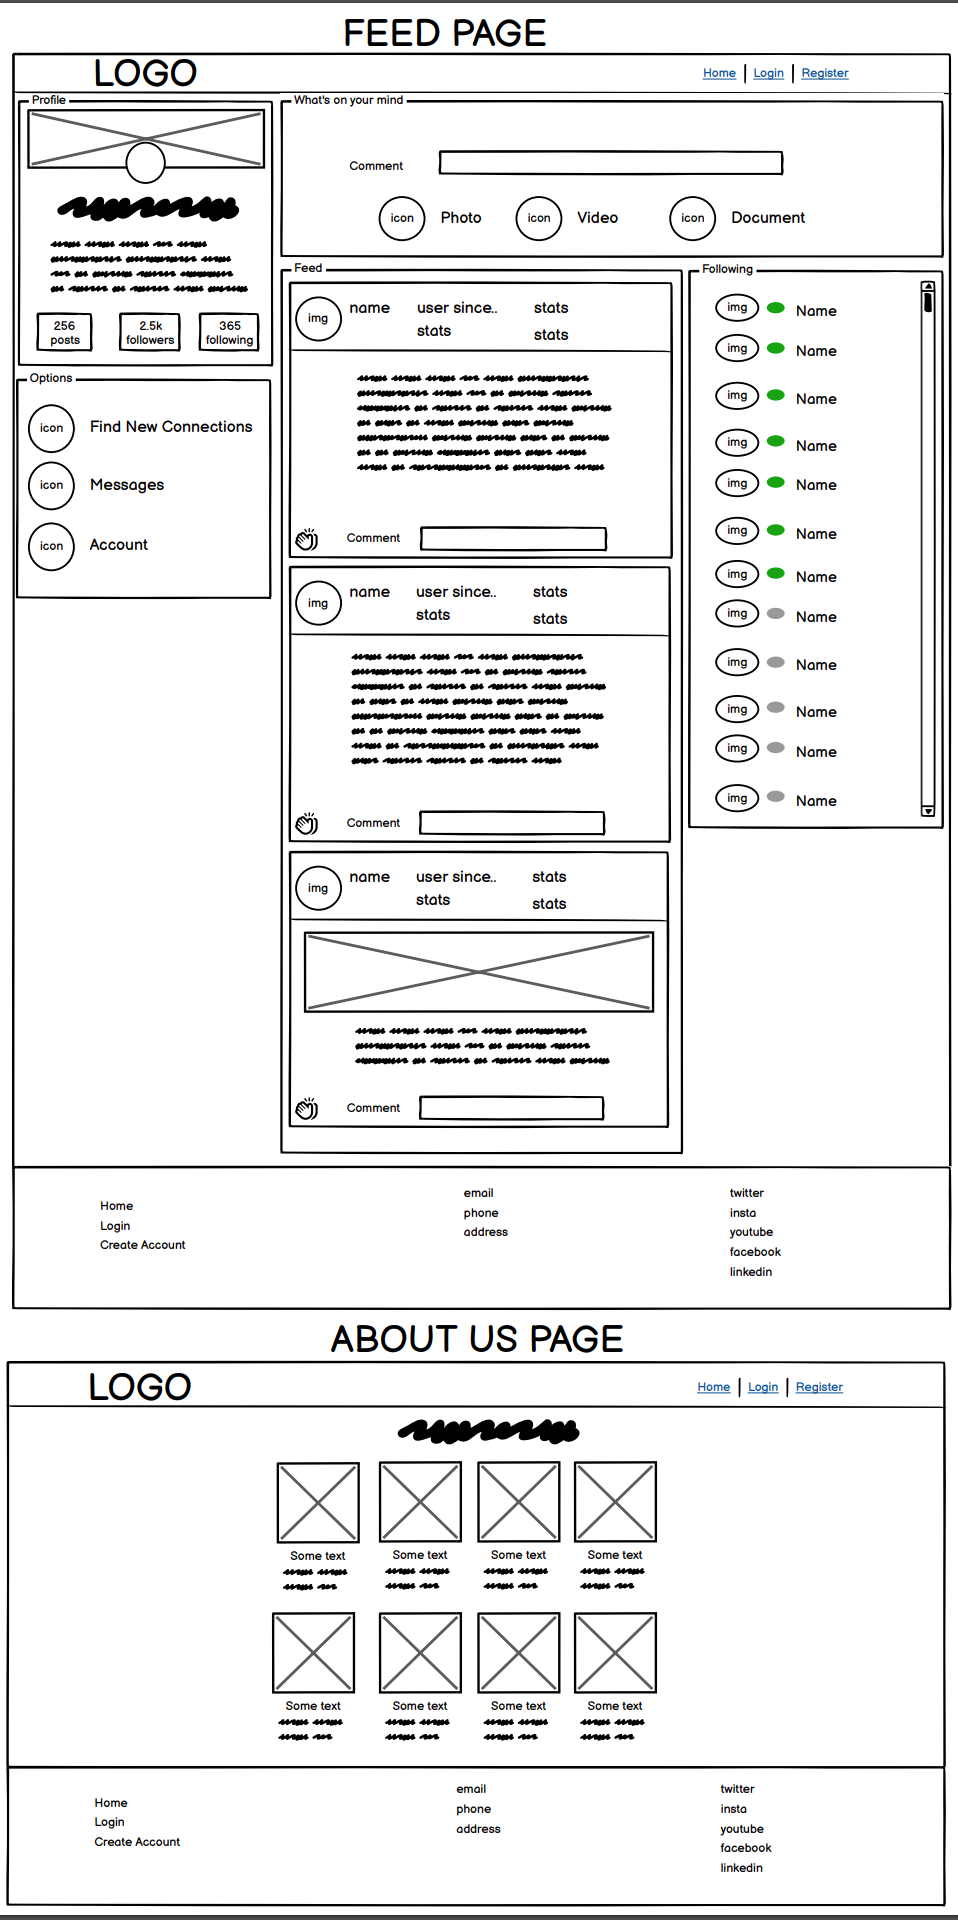 FEED PAGE
LOGO
Home | Login | Register
Profile
256
posts
2.5k
followers
365
following
Options
icon Find New Connections
icon Messages
icon Account
What's on your mind
Comment
icon Photo icon Video icon Document
Feed
img name user since.. stats
stats stats
Comment
img name user since.. stats
stats stats
Comment
img name user since.. stats
stats stats
Comment
Following
img Name
img Name
img Name
img Name
img Name
img Name
img Name
img Name
img Name
img Name
img Name
img Name
Home
Login
Create Account
email
phone
address
twitter
insta
youtube
facebook
linkedin
ABOUT US PAGE
LOGO
Home | Login | Register
Some text Some text Some text Some text
Some text Some text Some text Some text
Home
Login
Create Account
email
phone
address
twitter
insta
youtube
facebook
linkedin